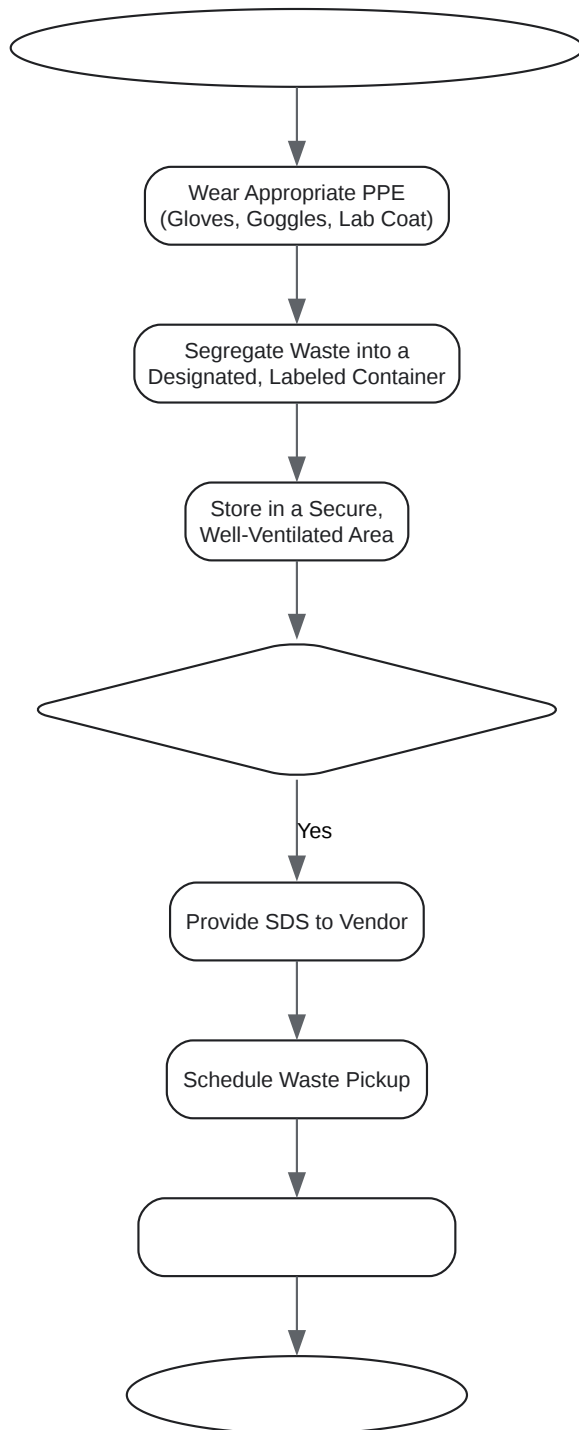 Wear Appropriate PPE
(Gloves, Goggles, Lab Coat)
Segregate Waste into a
Designated, Labeled Container
Store in a Secure,
Well-Ventilated Area
Yes
Provide SDS to Vendor
Schedule Waste Pickup